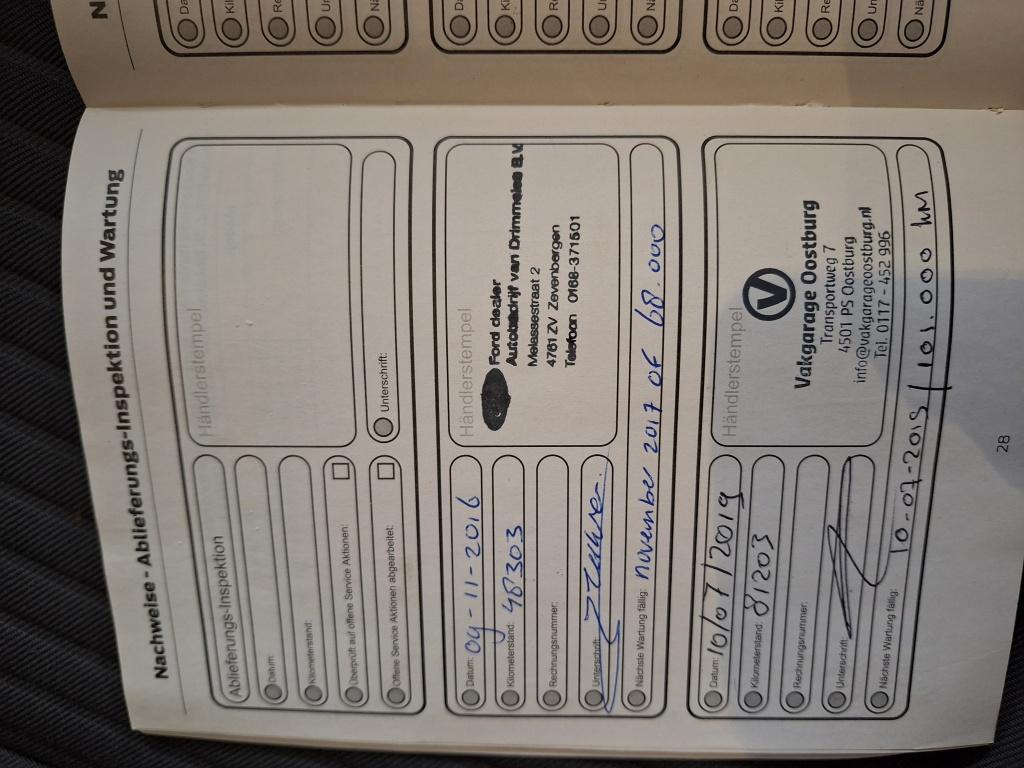 Nachweise - Ablieferungs-Inspektion und Wartung
Ablieferungs-Inspektion
Datum:
Kilometerstand:
Überprüft auf offene Service Aktionen:
Offene Service Aktionen abgearbeitet:
Händlerstempel
Unterschrift:
Datum: 09-11-2016
Kilometerstand: 48303
Rechnungsnummer:
Unterschrift:
Nächste Wartung fällig: november 2017 OF 68.000
Händlerstempel
Ford dealer
Autobedrijf van Drimmelen B.V.
Melassestraat 2
4761 ZV Zevenbergen
Telefoon 0168-371501
Datum: 10/07/2019
Kilometerstand: 81203
Rechnungsnummer:
Unterschrift:
Nächste Wartung fällig: 10-07-2019 / 101.000 km
Händlerstempel
V
Vakgarage Oostburg
Transportweg 7
4501 PS Oostburg
info@vakgarageoostburg.nl
Tel. 0117 - 452 996
28